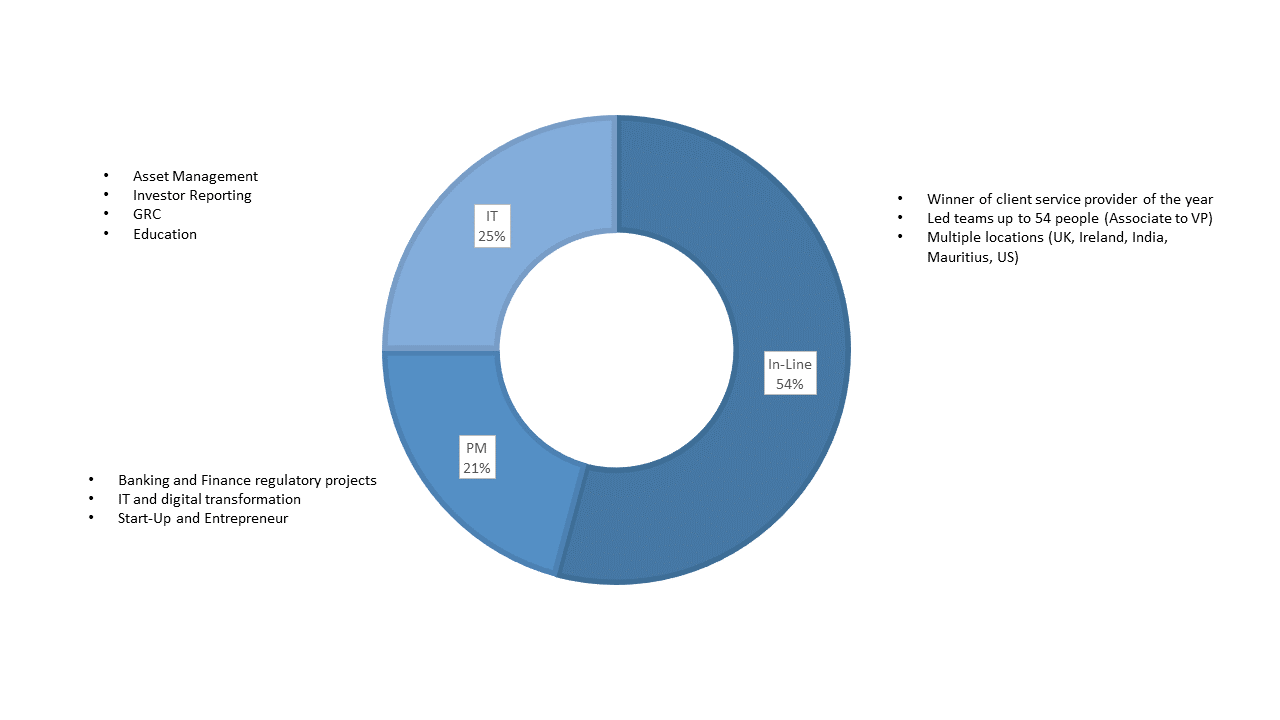 • Asset Management
• Investor Reporting
• GRC
• Education
IT
25%
• Winner of client service provider of the year
• Led teams up to 54 people (Associate to VP)
• Multiple locations (UK, Ireland, India,
Mauritius, US)
In-Line
54%
PM
21%
• Banking and Finance regulatory projects
• IT and digital transformation
• Start-Up and Entrepreneur